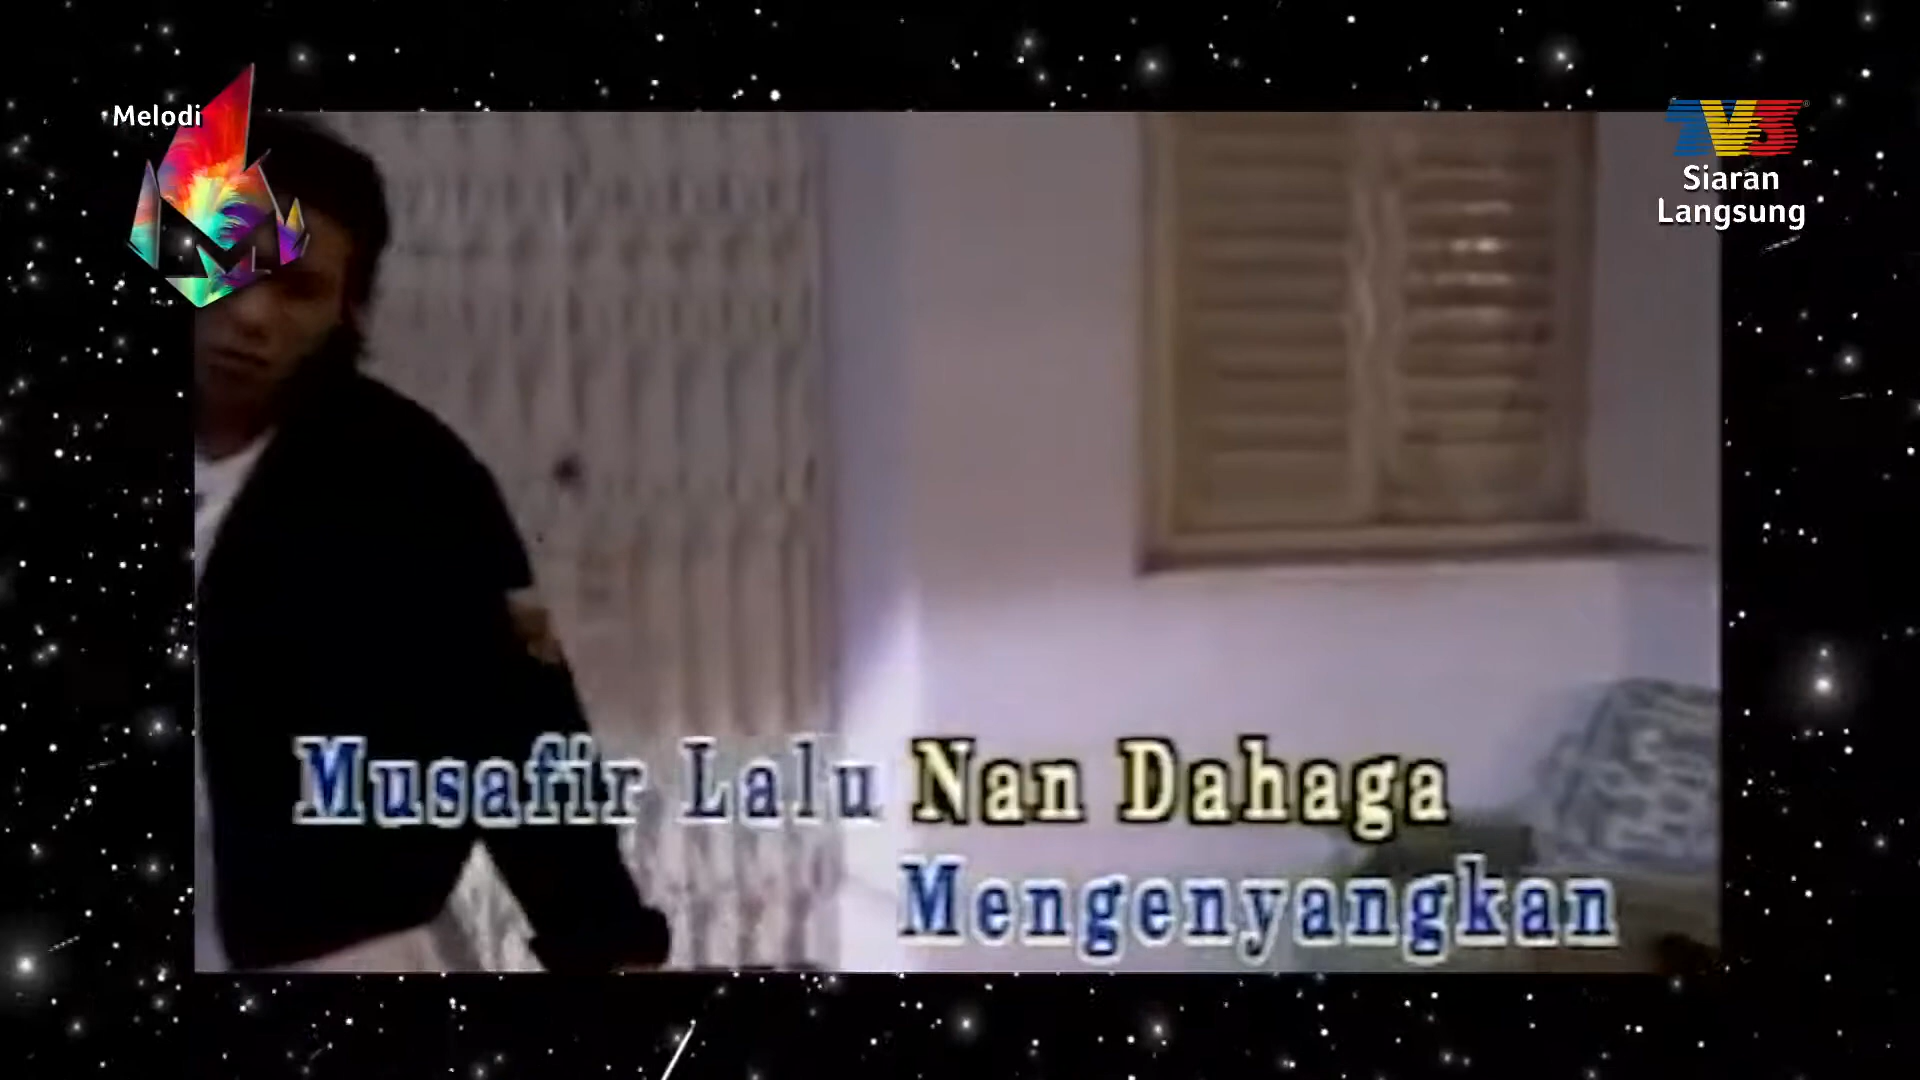 Melodi
TV3
Siaran
Langsung
Musafir Lalu Nan Dahaga
Mengenyangkan